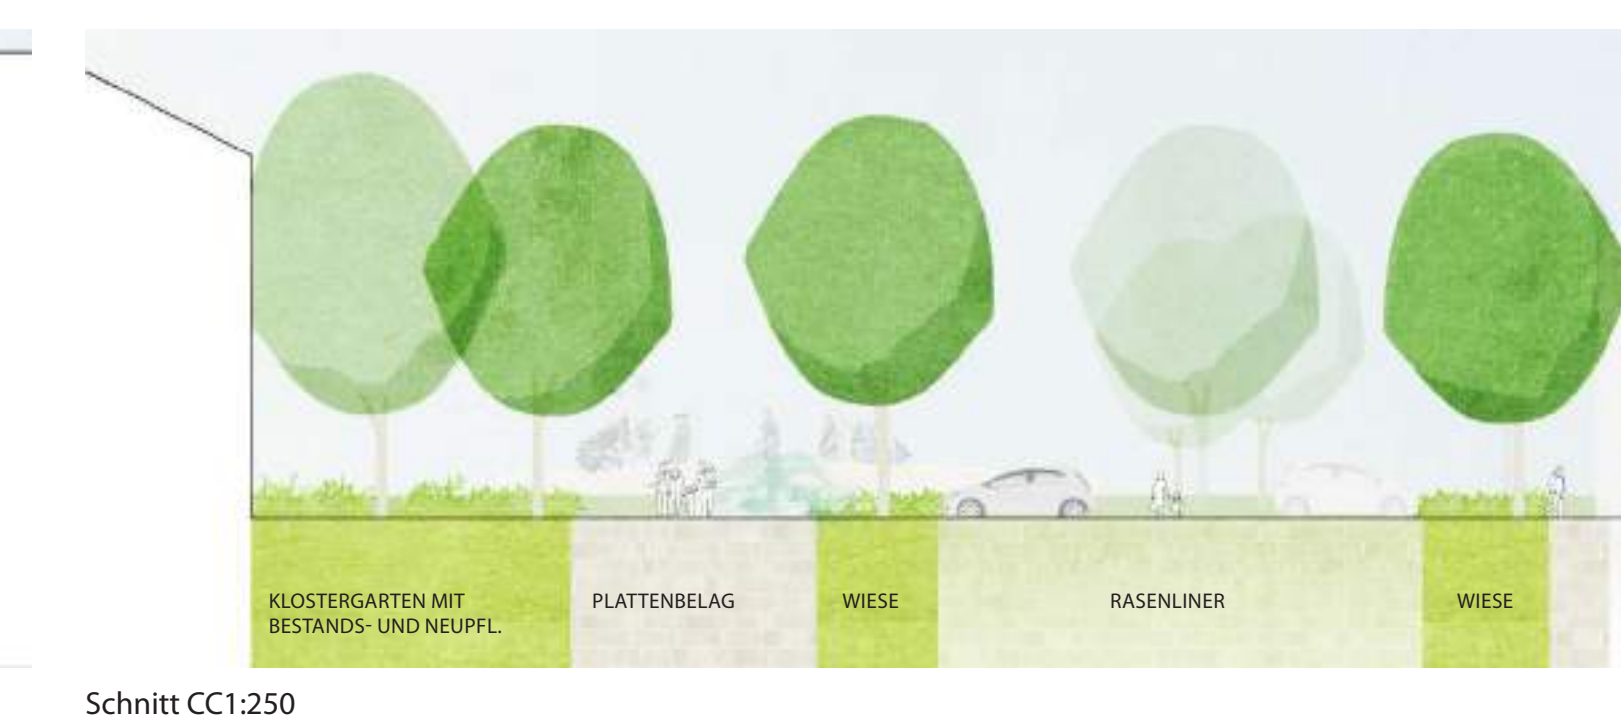 KLOSTERGARTEN MIT
BESTANDS- UND NEUPFL.
PLATTENBELAG
WIESE
RASENLINER
WIESE
Schnitt CC1:250